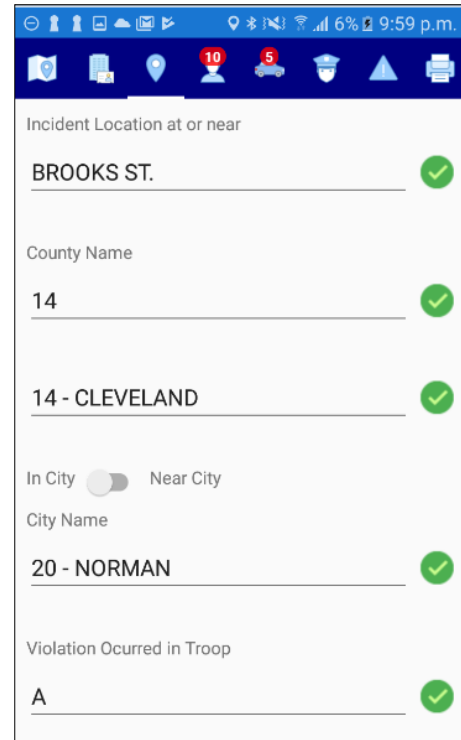 6% 9:59 p.m.
10 5
Incident Location at or near
BROOKS ST.
County Name
14
14 - CLEVELAND
In City Near City
City Name
20 - NORMAN
Violation Ocurred in Troop
A